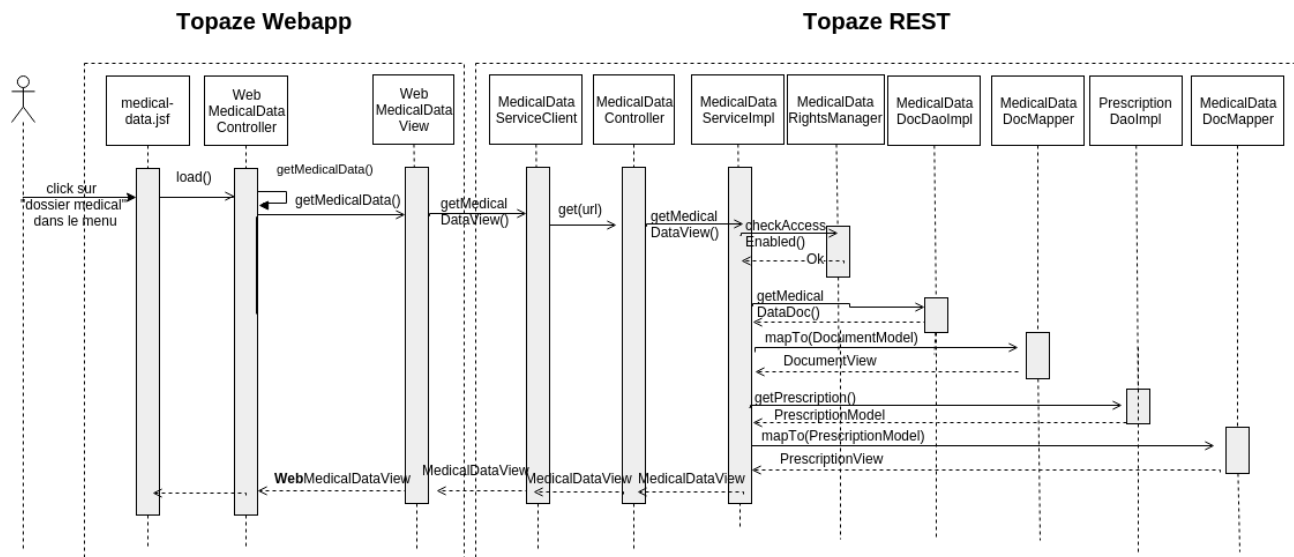 Topaze Webapp
Topaze REST
medical-
data.jsf
Web
MedicalData
Controller
Web
MedicalData
View
MedicalData
ServiceClient
MedicalData
Controller
MedicalData
ServiceImpl
MedicalData
RightsManager
MedicalData
DocDaoImpl
MedicalData
DocMapper
Prescription
DaoImpl
MedicalData
DocMapper
click sur
"dossier medical"
dans le menu
load()
getMedicalData()
getMedicalData()
getMedical
DataView()
get(url)
getMedical
DataView()
checkAccess
Enabled()
Ok
getMedical
DataDoc()
mapTo(DocumentModel)
DocumentView
getPrescription()
PrescriptionModel
mapTo(PrescriptionModel)
PrescriptionView
WebMedicalDataView
MedicalDataView
MedicalDataView
MedicalDataView